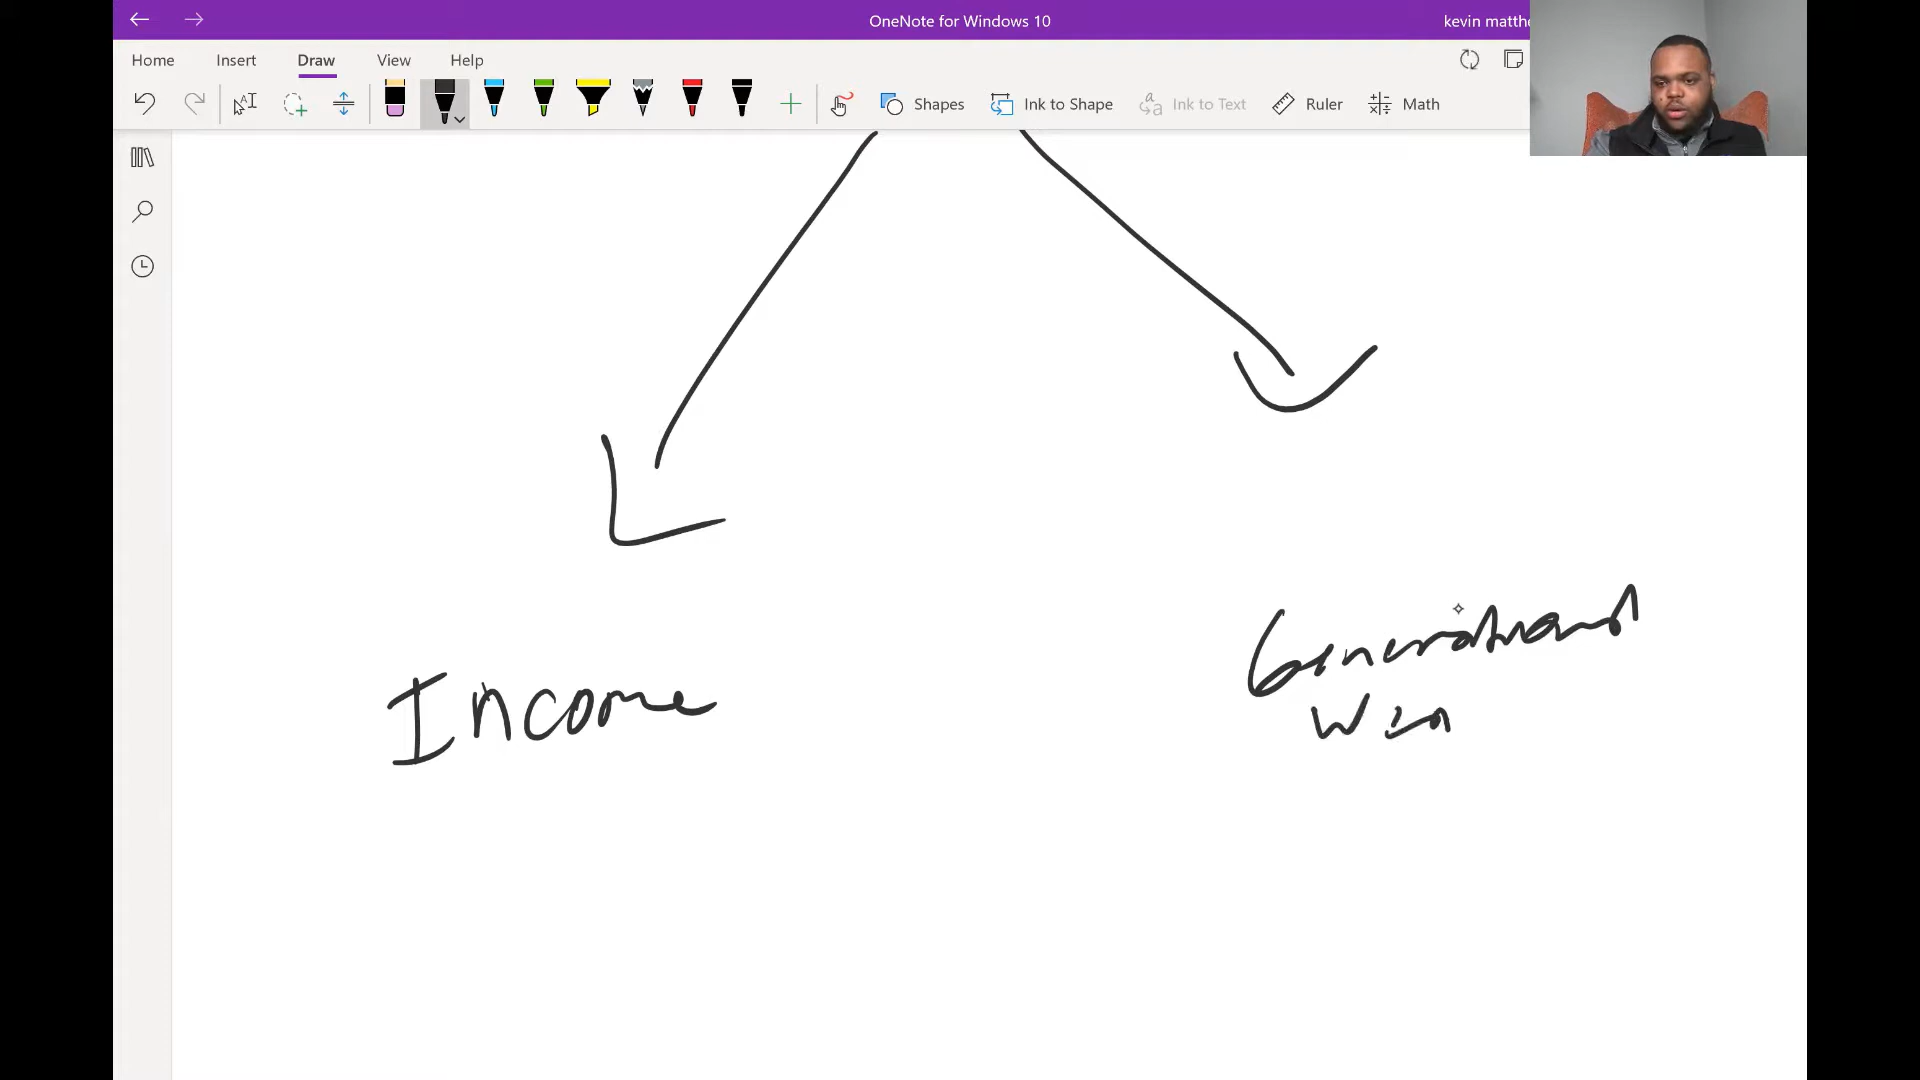 OneNote for Windows 10
kevin matthe
Home Insert Draw View Help
Shapes Ink to Shape Ink to Text Ruler Math
Income
Generational